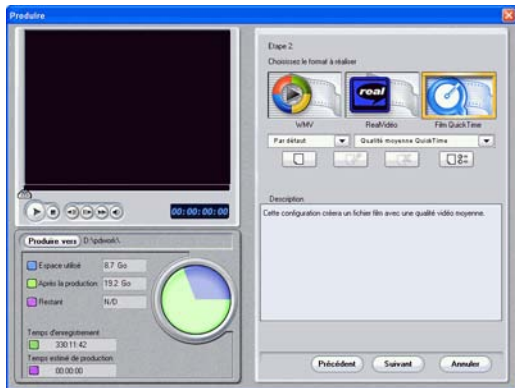 Produire
Etape 2
Choisissez le format à réaliser
real
WMV
RealVidéo
Film QuickTime
Par défaut
Qualité moyenne QuickTime
00:00:00:00
Description
Cette configuration créera un fichier film avec une qualité vidéo moyenne.
Produire vers
D:\pdwork\
Espace utilisé
8.7 Go
Après la production
19.2 Go
Restant
N/D
Temps d'enregistrement
330:11:42
Temps estimé de production
00:00:00
Précédent
Suivant
Annuler